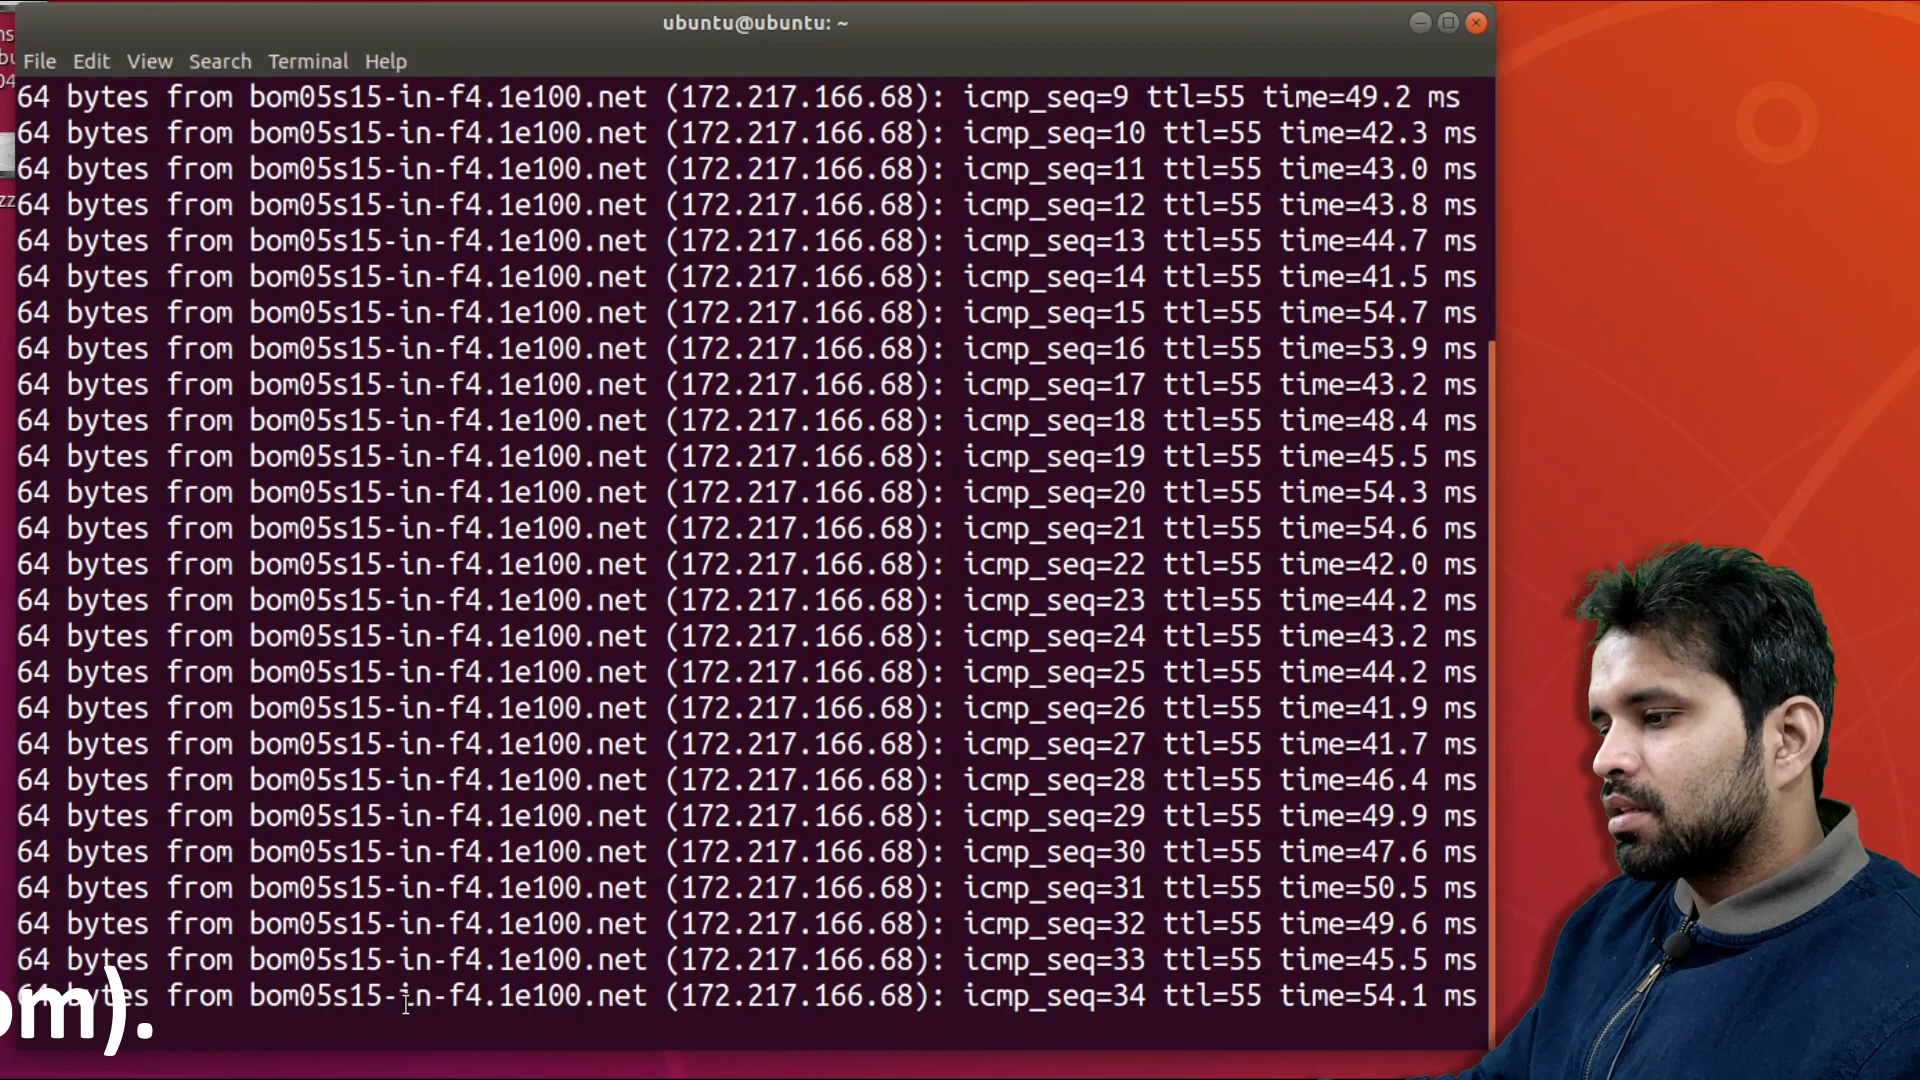 ubuntu@ubuntu: ~
File Edit View Search Terminal Help
64 bytes from bom05s15-in-f4.1e100.net (172.217.166.68): icmp_seq=9 ttl=55 time=49.2 ms
64 bytes from bom05s15-in-f4.1e100.net (172.217.166.68): icmp_seq=10 ttl=55 time=42.3 ms
64 bytes from bom05s15-in-f4.1e100.net (172.217.166.68): icmp_seq=11 ttl=55 time=43.0 ms
64 bytes from bom05s15-in-f4.1e100.net (172.217.166.68): icmp_seq=12 ttl=55 time=43.8 ms
64 bytes from bom05s15-in-f4.1e100.net (172.217.166.68): icmp_seq=13 ttl=55 time=44.7 ms
64 bytes from bom05s15-in-f4.1e100.net (172.217.166.68): icmp_seq=14 ttl=55 time=41.5 ms
64 bytes from bom05s15-in-f4.1e100.net (172.217.166.68): icmp_seq=15 ttl=55 time=54.7 ms
64 bytes from bom05s15-in-f4.1e100.net (172.217.166.68): icmp_seq=16 ttl=55 time=53.9 ms
64 bytes from bom05s15-in-f4.1e100.net (172.217.166.68): icmp_seq=17 ttl=55 time=43.2 ms
64 bytes from bom05s15-in-f4.1e100.net (172.217.166.68): icmp_seq=18 ttl=55 time=48.4 ms
64 bytes from bom05s15-in-f4.1e100.net (172.217.166.68): icmp_seq=19 ttl=55 time=45.5 ms
64 bytes from bom05s15-in-f4.1e100.net (172.217.166.68): icmp_seq=20 ttl=55 time=54.3 ms
64 bytes from bom05s15-in-f4.1e100.net (172.217.166.68): icmp_seq=21 ttl=55 time=54.6 ms
64 bytes from bom05s15-in-f4.1e100.net (172.217.166.68): icmp_seq=22 ttl=55 time=42.0 ms
64 bytes from bom05s15-in-f4.1e100.net (172.217.166.68): icmp_seq=23 ttl=55 time=44.2 ms
64 bytes from bom05s15-in-f4.1e100.net (172.217.166.68): icmp_seq=24 ttl=55 time=43.2 ms
64 bytes from bom05s15-in-f4.1e100.net (172.217.166.68): icmp_seq=25 ttl=55 time=44.2 ms
64 bytes from bom05s15-in-f4.1e100.net (172.217.166.68): icmp_seq=26 ttl=55 time=41.9 ms
64 bytes from bom05s15-in-f4.1e100.net (172.217.166.68): icmp_seq=27 ttl=55 time=41.7 ms
64 bytes from bom05s15-in-f4.1e100.net (172.217.166.68): icmp_seq=28 ttl=55 time=46.4 ms
64 bytes from bom05s15-in-f4.1e100.net (172.217.166.68): icmp_seq=29 ttl=55 time=49.9 ms
64 bytes from bom05s15-in-f4.1e100.net (172.217.166.68): icmp_seq=30 ttl=55 time=47.6 ms
64 bytes from bom05s15-in-f4.1e100.net (172.217.166.68): icmp_seq=31 ttl=55 time=50.5 ms
64 bytes from bom05s15-in-f4.1e100.net (172.217.166.68): icmp_seq=32 ttl=55 time=49.6 ms
64 bytes from bom05s15-in-f4.1e100.net (172.217.166.68): icmp_seq=33 ttl=55 time=45.5 ms
64 bytes from bom05s15-in-f4.1e100.net (172.217.166.68): icmp_seq=34 ttl=55 time=54.1 ms
om).